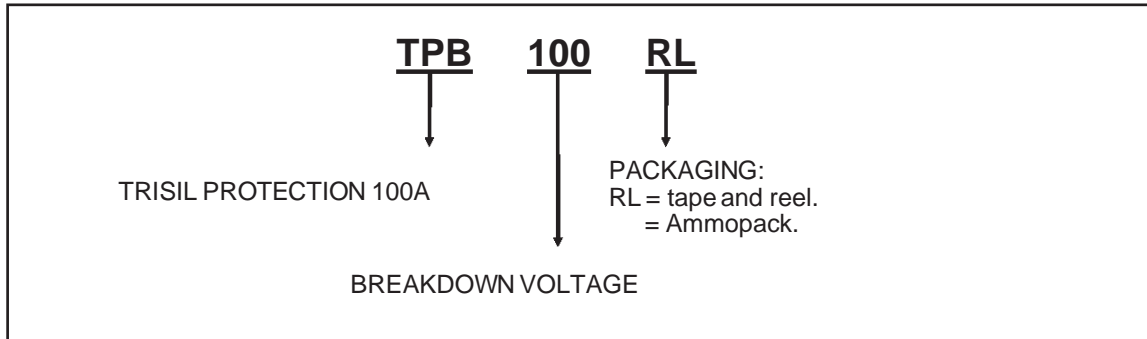 TPB 100 RL
TRISIL PROTECTION 100A
PACKAGING:
RL = tape and reel.
= Ammopack.
BREAKDOWN VOLTAGE